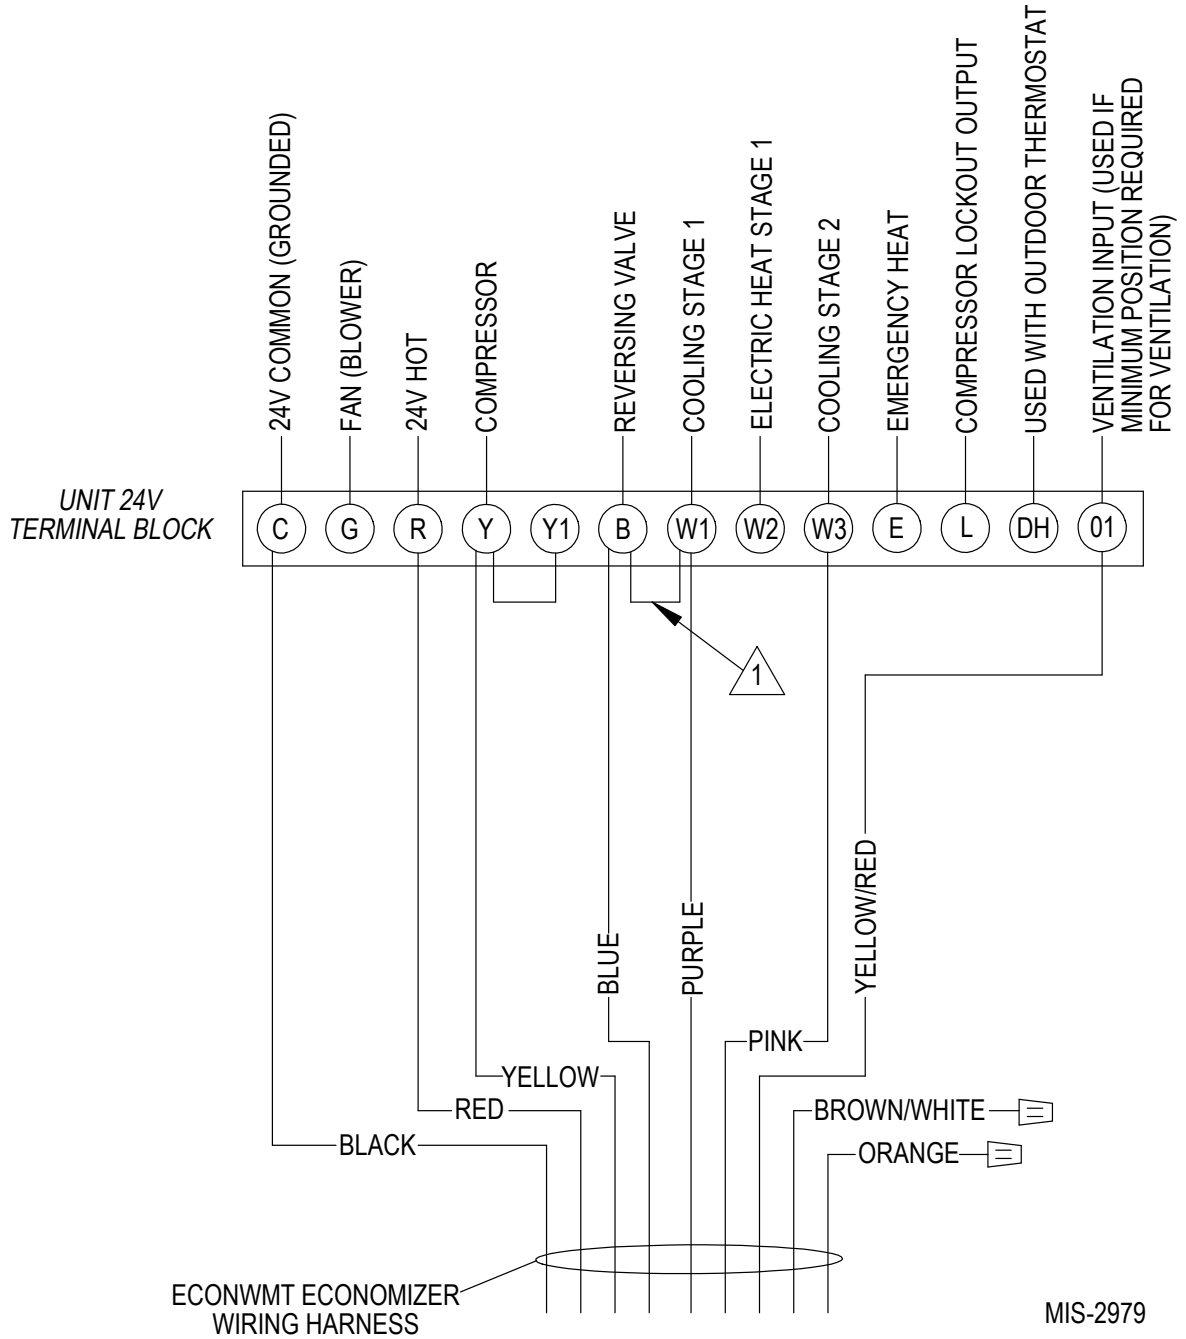 24V COMMON (GROUNDED)
FAN (BLOWER)
24V HOT
COMPRESSOR
REVERSING VALVE
COOLING STAGE 1
ELECTRIC HEAT STAGE 1
COOLING STAGE 2
EMERGENCY HEAT
COMPRESSOR LOCKOUT OUTPUT
USED WITH OUTDOOR THERMOSTAT
VENTILATION INPUT (USED IF
MINIMUM POSITION REQUIRED
FOR VENTILATION)
UNIT 24V
TERMINAL BLOCK
C G R Y Y1 B W1 W2 W3 E L DH 01
1
BLUE
PURPLE
YELLOW/RED
PINK
YELLOW
RED
BROWN/WHITE
BLACK
ORANGE
ECONWMT ECONOMIZER
WIRING HARNESS
MIS-2979